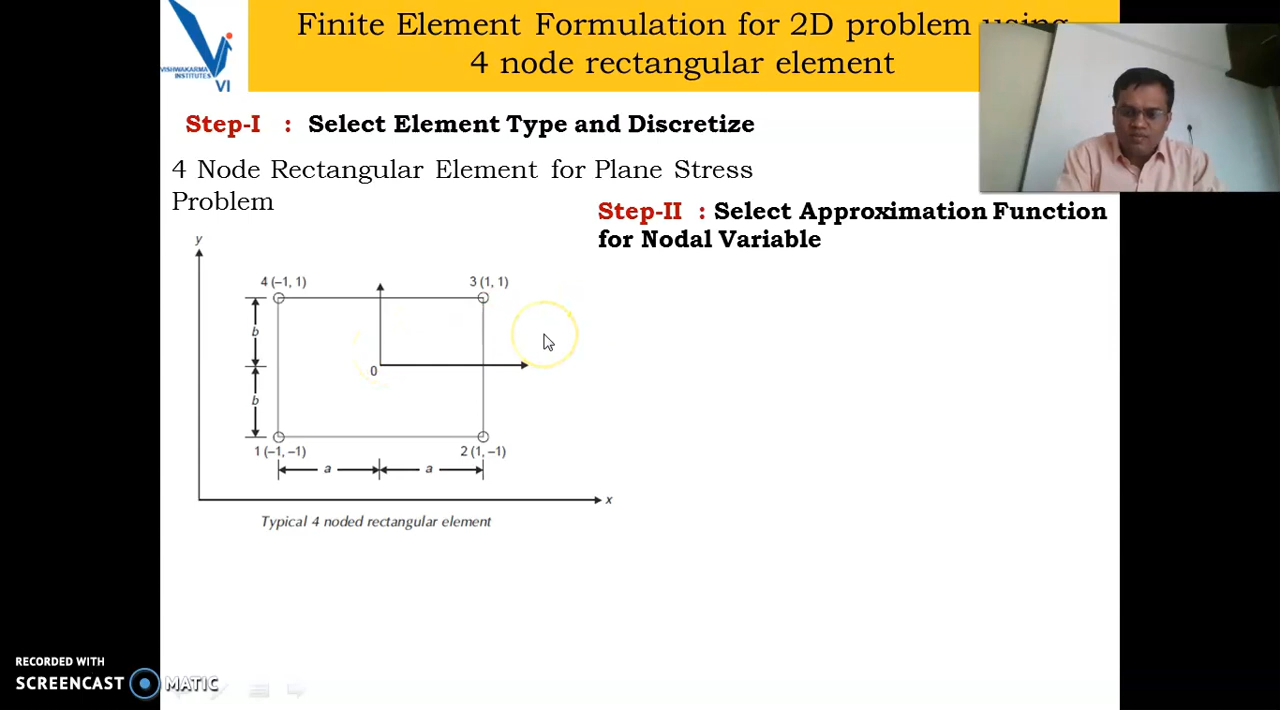 Finite Element Formulation for 2D problem using
4 node rectangular element
VISHWAKARMA
INSTITUTES
VI
Step-I : Select Element Type and Discretize
4 Node Rectangular Element for Plane Stress
Problem
Step-II : Select Approximation Function
for Nodal Variable
y
4 (–1, 1)
3 (1, 1)
b
0
b
1 (–1, –1)
2 (1, –1)
a
a
x
Typical 4 noded rectangular element
RECORDED WITH
SCREENCAST MATIC